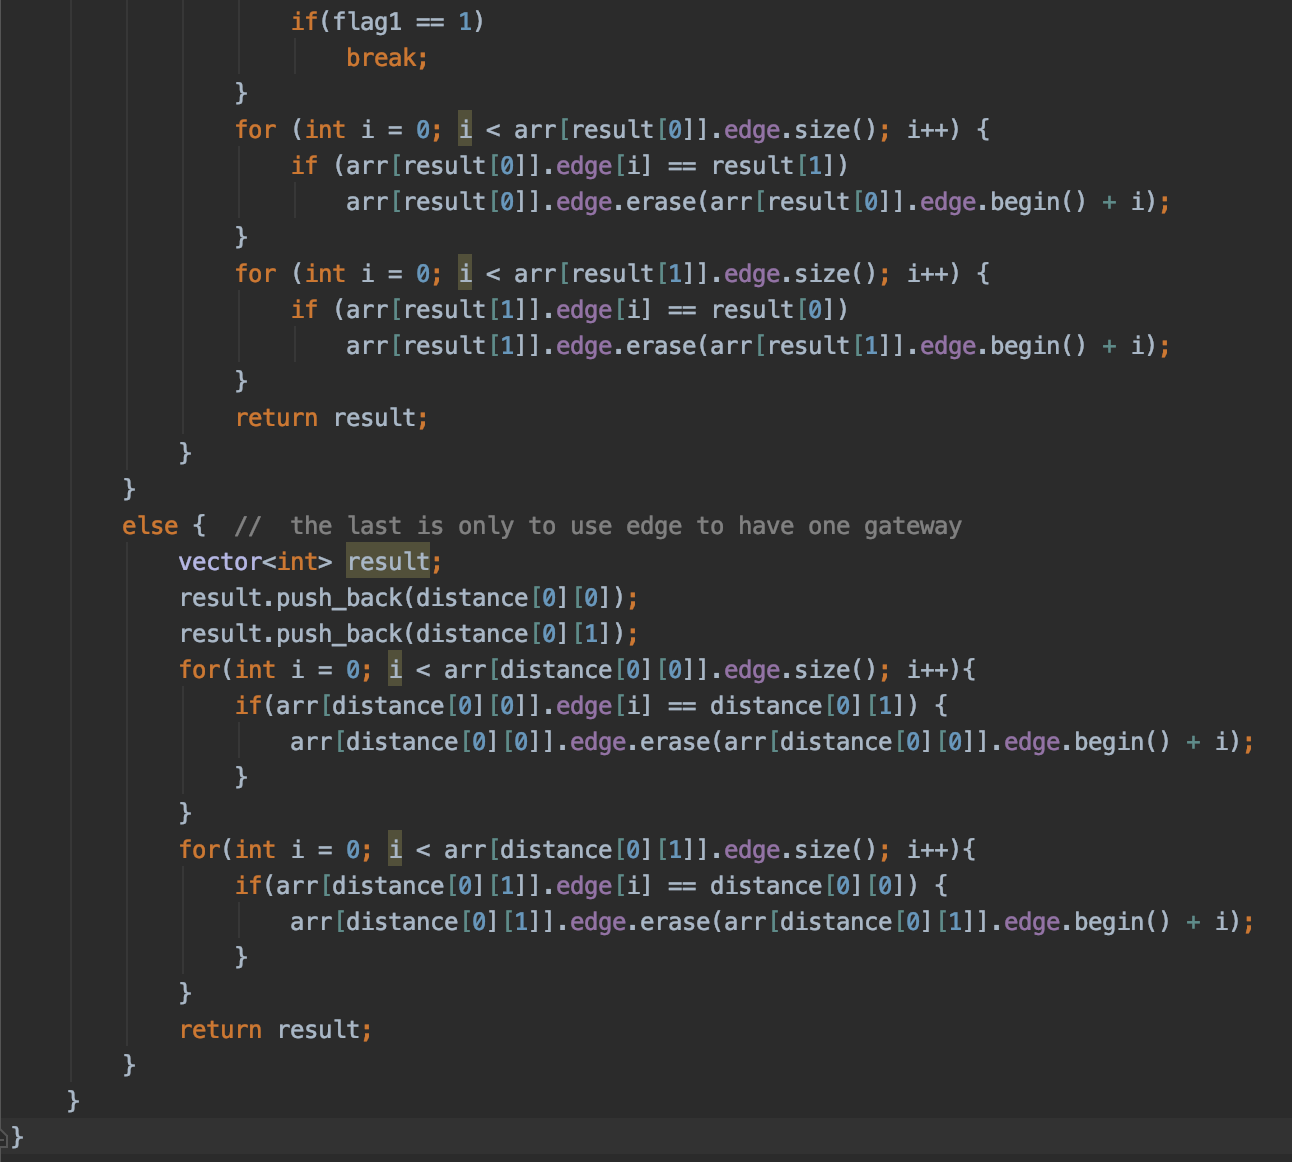 if(flag1 == 1)
break;
}
for (int i = 0; i < arr[result[0]].edge.size(); i++) {
if (arr[result[0]].edge[i] == result[1])
arr[result[0]].edge.erase(arr[result[0]].edge.begin() + i);
}
for (int i = 0; i < arr[result[1]].edge.size(); i++) {
if (arr[result[1]].edge[i] == result[0])
arr[result[1]].edge.erase(arr[result[1]].edge.begin() + i);
}
return result;
}
}
else {  //  the last is only to use edge to have one gateway
vector<int> result;
result.push_back(distance[0][0]);
result.push_back(distance[0][1]);
for(int i = 0; i < arr[distance[0][0]].edge.size(); i++){
if(arr[distance[0][0]].edge[i] == distance[0][1]) {
arr[distance[0][0]].edge.erase(arr[distance[0][0]].edge.begin() + i);
}
}
for(int i = 0; i < arr[distance[0][1]].edge.size(); i++){
if(arr[distance[0][1]].edge[i] == distance[0][0]) {
arr[distance[0][1]].edge.erase(arr[distance[0][1]].edge.begin() + i);
}
}
return result;
}
}
}